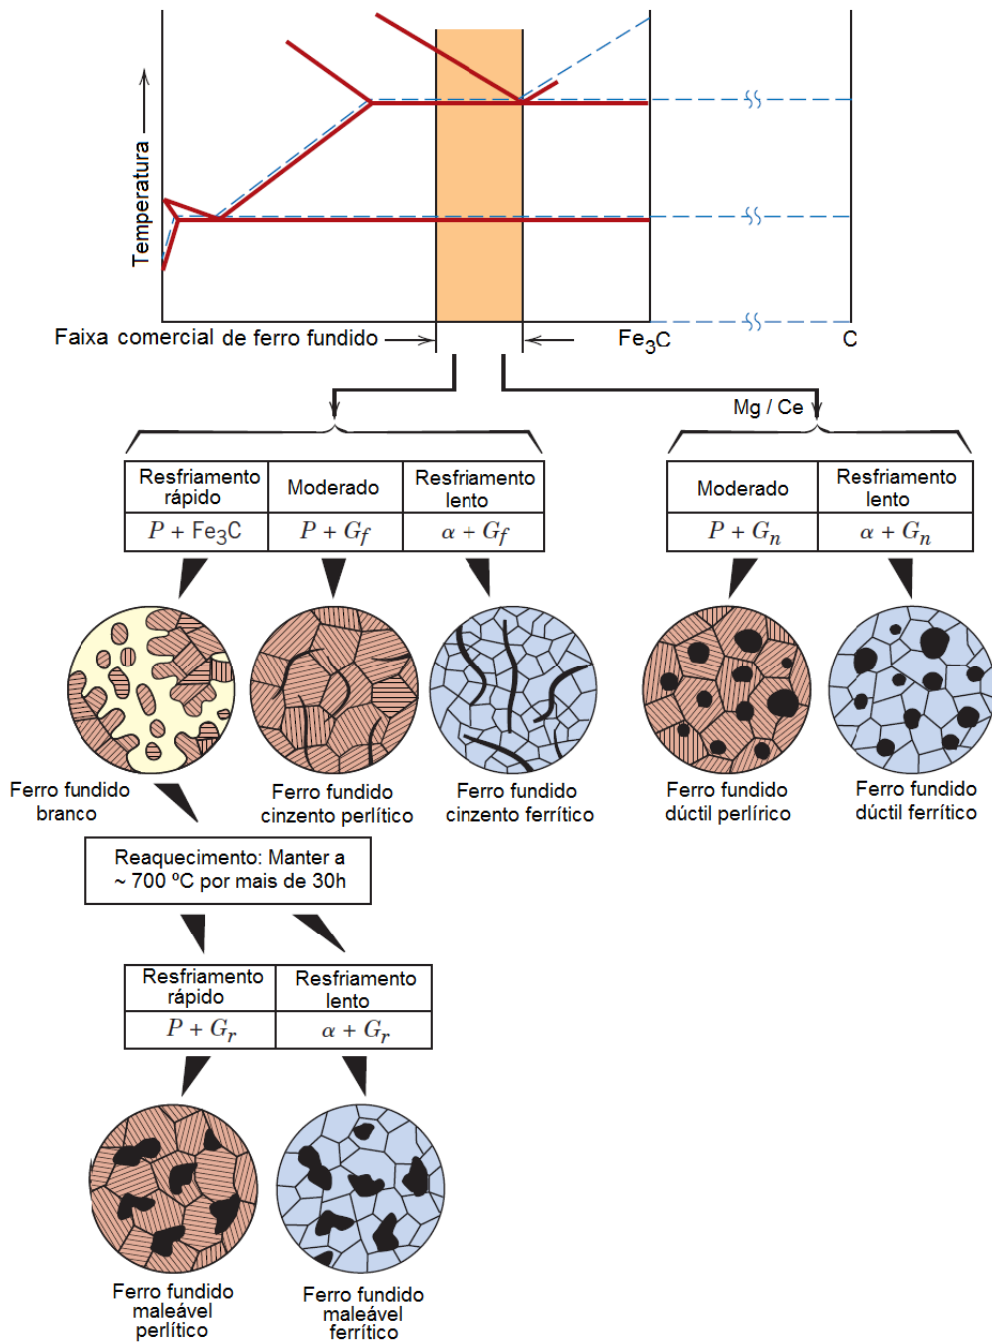 Temperatura
Faixa comercial de ferro fundido
Fe3C
C
Mg / Ce
Resfriamento
rápido
Moderado
Resfriamento
lento
P + Fe3C
P + Gf
α + Gf
Moderado
Resfriamento
lento
P + Gn
α + Gn
Ferro fundido
branco
Ferro fundido
cinzento perlítico
Ferro fundido
cinzento ferrítico
Ferro fundido
dúctil perlírico
Ferro fundido
dúctil ferrítico
Reaquecimento: Manter a
~ 700 ºC por mais de 30h
Resfriamento
rápido
Resfriamento
lento
P + Gr
α + Gr
Ferro fundido
maleável
perlítico
Ferro fundido
maleável
ferrítico